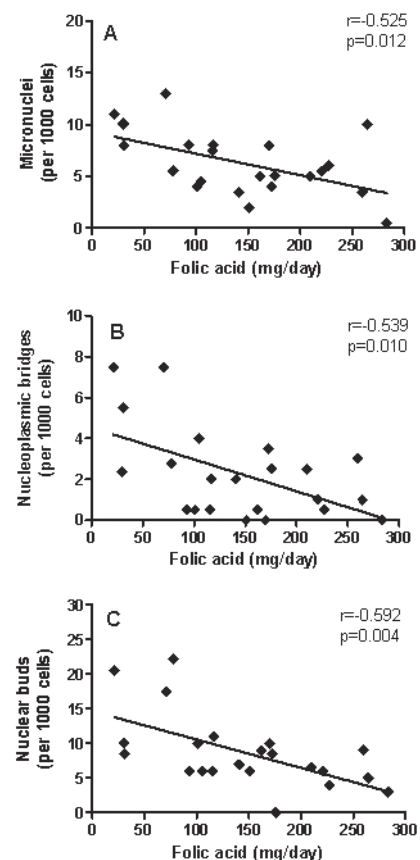 A
r=-0.525
p=0.012
Micronuclei
(per 1000 cells)
20
15
10
5
0
0 50 100 150 200 250 300
Folic acid (mg/day)
B
r=-0.539
p=0.010
Nucleoplasmic bridges
(per 1000 cells)
10
8
6
4
2
0
0 50 100 150 200 250 300
Folic acid (mg/day)
C
r=-0.592
p=0.004
Nuclear buds
(per 1000 cells)
30
25
20
15
10
5
0
0 50 100 150 200 250 300
Folic acid (mg/day)